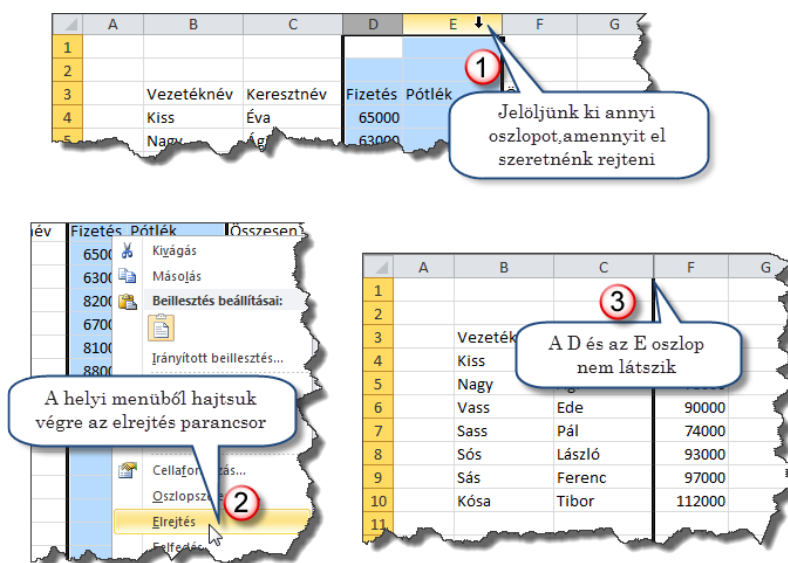 A B C D E F G
1
2
3 Vezetéknév Keresztnév Fizetés Pótlék
4 Kiss Éva 65000
5 Nagy 63000
1
Jelöljünk ki annyi
oszlopot,amennyit el
szeretnénk rejteni
Fizetés Pótlék Összesen
Kivágás
Másolás
8200 Beillesztés beállításai:
6700
8100
Irányított beillesztés...
8800
A helyi menüből hajtsuk
végre az elrejtés parancsor
2
Elrejtés
Felfedés
A B C F G
1
2
3
4 Kiss
5 Nagy
6 Vass Ede 90000
7 Sass Pál 74000
8 Sós László 93000
9 Sás Ferenc 97000
10 Kósa Tibor 112000
11
3
A D és az E oszlop
nem látszik